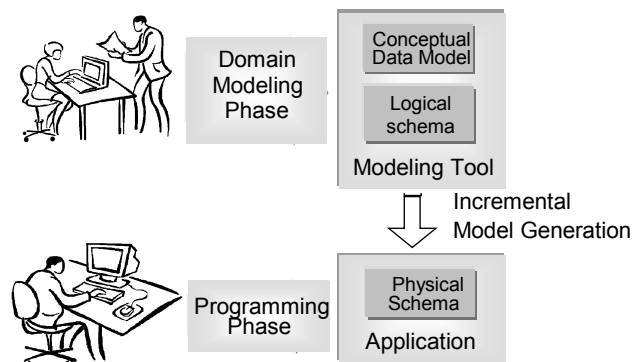 Domain
Modeling
Phase
Conceptual
Data Model
Logical
schema
Modeling Tool
Incremental
Model Generation
Programming
Phase
Physical
Schema
Application